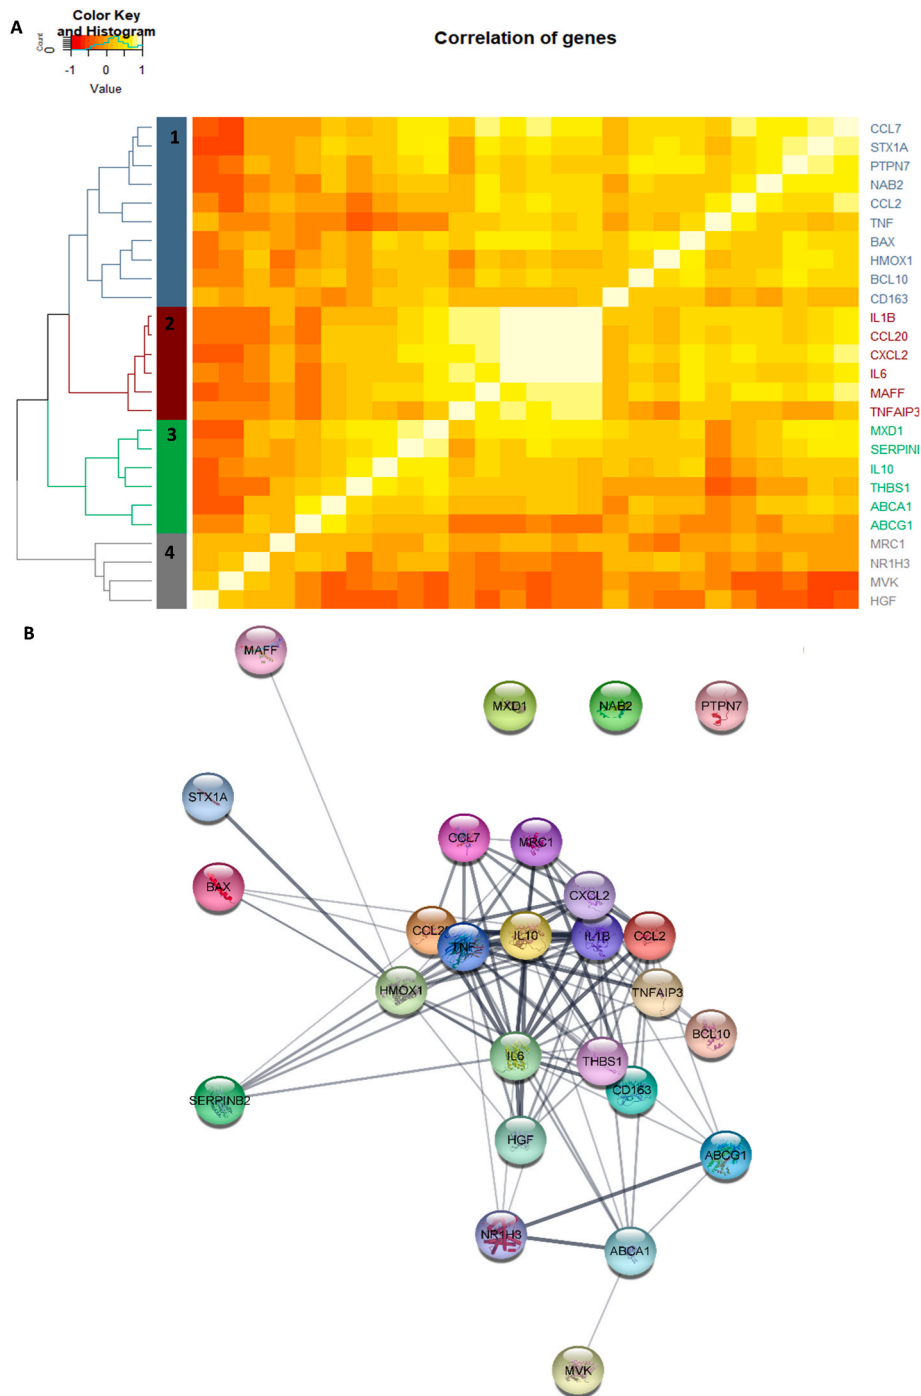 A
Color Key
and Histogram
Count
0
-1 0 1
Value
Correlation of genes
1
2
3
4
CCL7
STX1A
PTPN7
NAB2
CCL2
TNF
BAX
HMOX1
BCL10
CD163
IL1B
CCL20
CXCL2
IL6
MAFF
TNFAIP3
MXD1
SERPINI
IL10
THBS1
ABCA1
ABCG1
MRC1
NR1H3
MVK
HGF
B
MAFF
MXD1
NAB2
PTPN7
STX1A
CCL7
MRC1
BAX
CXCL2
CCL2
TNF
IL10
IL1B
CCL2
HMOX1
TNFAIP3
BCL10
IL6
THBS1
CD163
SERPINB2
HGF
ABCG1
NR1H3
ABCA1
MVK